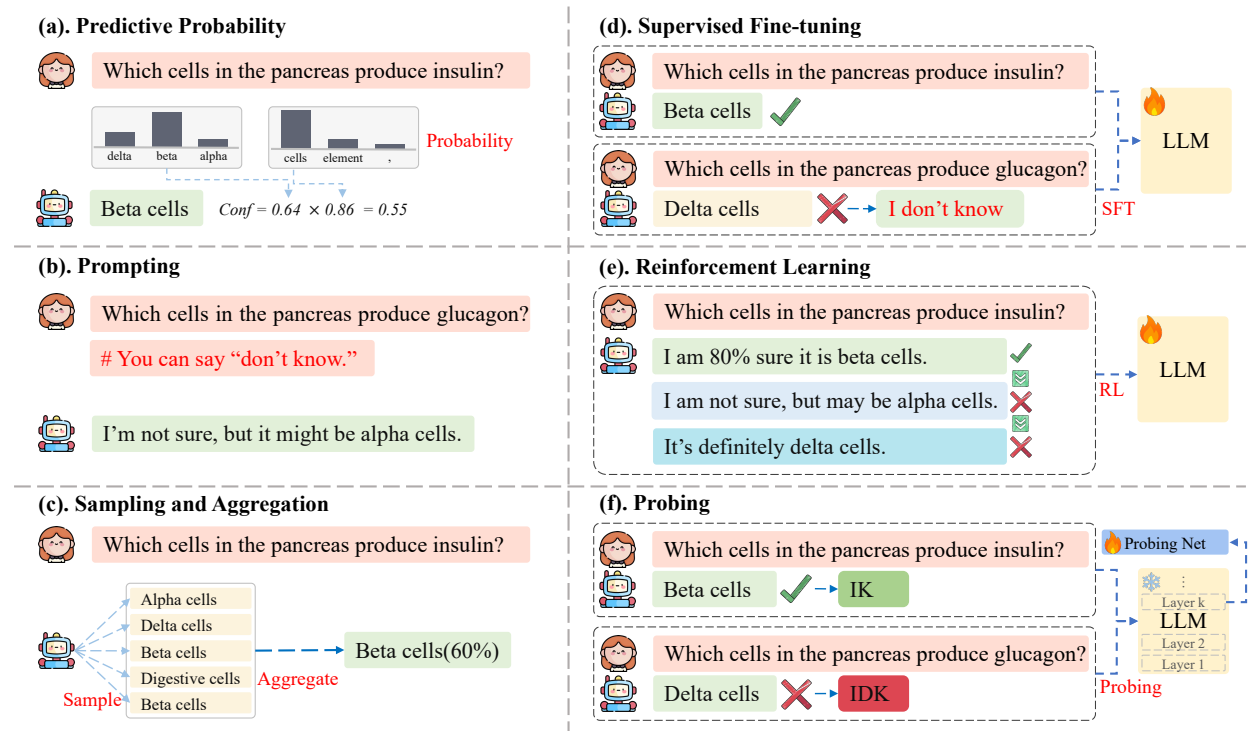 (a). Predictive Probability
Which cells in the pancreas produce insulin?
delta beta alpha
cells element ,
Probability
Beta cells
Conf = 0.64 × 0.86 = 0.55
(b). Prompting
Which cells in the pancreas produce glucagon?
# You can say “don’t know.”
I’m not sure, but it might be alpha cells.
(c). Sampling and Aggregation
Which cells in the pancreas produce insulin?
Alpha cells
Delta cells
Beta cells
Digestive cells
Beta cells
Sample
Aggregate
Beta cells(60%)
(d). Supervised Fine-tuning
Which cells in the pancreas produce insulin?
Beta cells
Which cells in the pancreas produce glucagon?
Delta cells
I don’t know
SFT
LLM
(e). Reinforcement Learning
Which cells in the pancreas produce insulin?
I am 80% sure it is beta cells.
I am not sure, but may be alpha cells.
It’s definitely delta cells.
RL
LLM
(f). Probing
Which cells in the pancreas produce insulin?
Beta cells
IK
Which cells in the pancreas produce glucagon?
Delta cells
IDK
Probing
Probing Net
⋮
Layer k
LLM
Layer 2
Layer 1